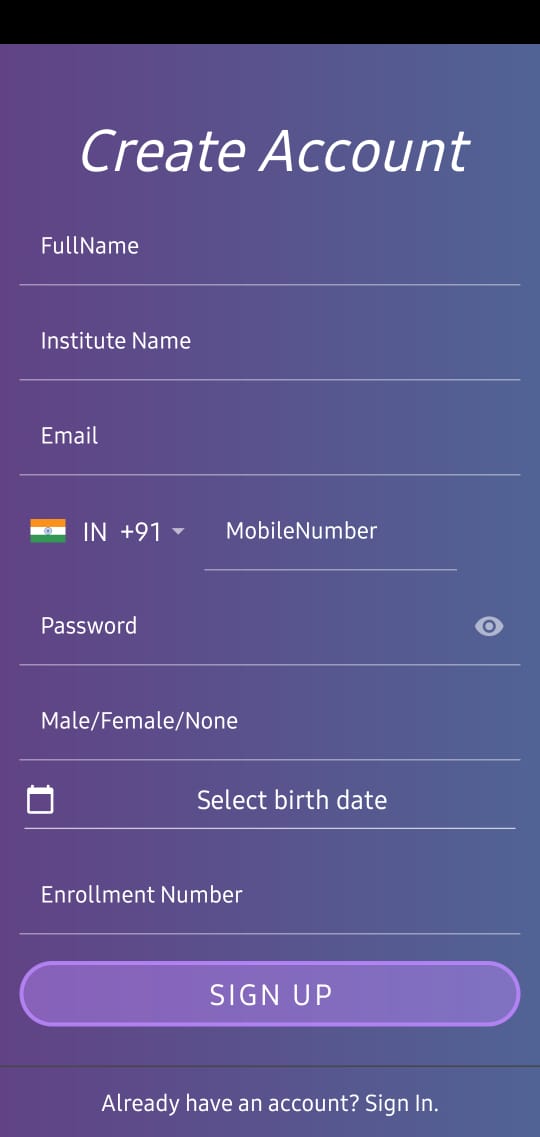 Create Account
FullName
Institute Name
Email
IN +91 MobileNumber
Password
Male/Female/None
Select birth date
Enrollment Number
SIGN UP
Already have an account? Sign In.